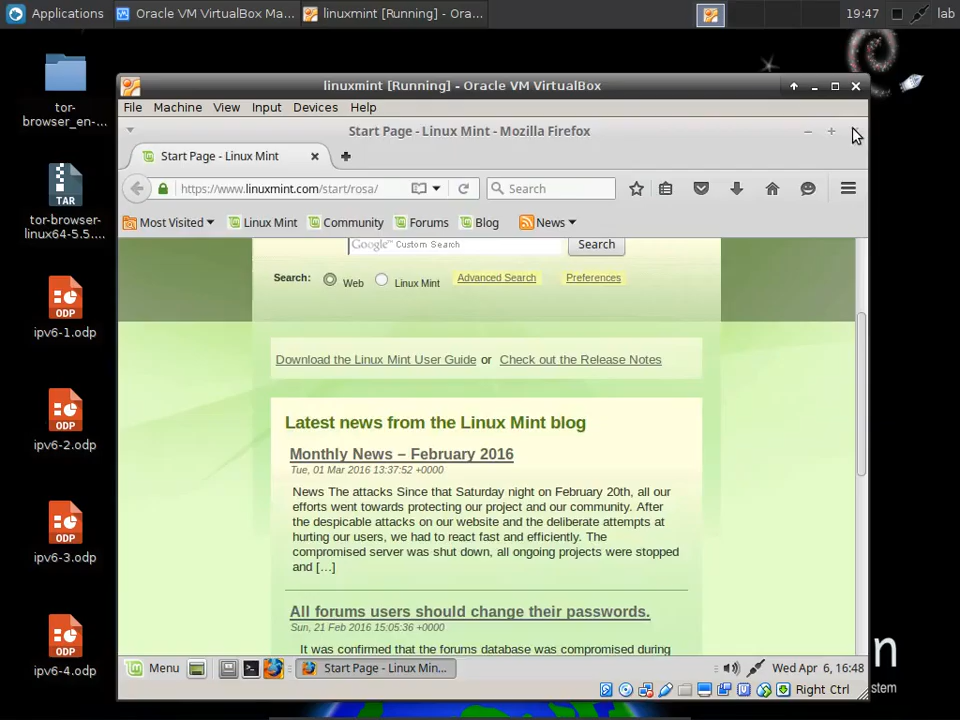 Applications
Oracle VM VirtualBox Ma...
linuxmint [Running] - Ora...
19:47
lab
tor-
browser_en-...
TAR
tor-browser-
linux64-5.5....
ODP
ipv6-1.odp
ODP
ipv6-2.odp
ODP
ipv6-3.odp
ODP
ipv6-4.odp
linuxmint [Running] - Oracle VM VirtualBox
File Machine View Input Devices Help
Start Page - Linux Mint - Mozilla Firefox
Start Page - Linux Mint
https://www.linuxmint.com/start/rosa/
Search
Most Visited Linux Mint Community Forums Blog News
Google™ Custom Search
Search
Search: Web Linux Mint Advanced Search Preferences
Download the Linux Mint User Guide or Check out the Release Notes
Latest news from the Linux Mint blog
Monthly News – February 2016
Tue, 01 Mar 2016 13:37:52 +0000
News The attacks Since that Saturday night on February 20th, all our
efforts went towards protecting our project and our community. After
the despicable attacks on our website and the deliberate attempts at
hurting our users, we had to react fast and efficiently. The
compromised server was shut down, all ongoing projects were stopped
and […]
All forums users should change their passwords.
Sun, 21 Feb 2016 15:05:36 +0000
It was confirmed that the forums database was compromised during
Menu
Start Page - Linux Min...
Wed Apr 6, 16:48
Right Ctrl
n
stem